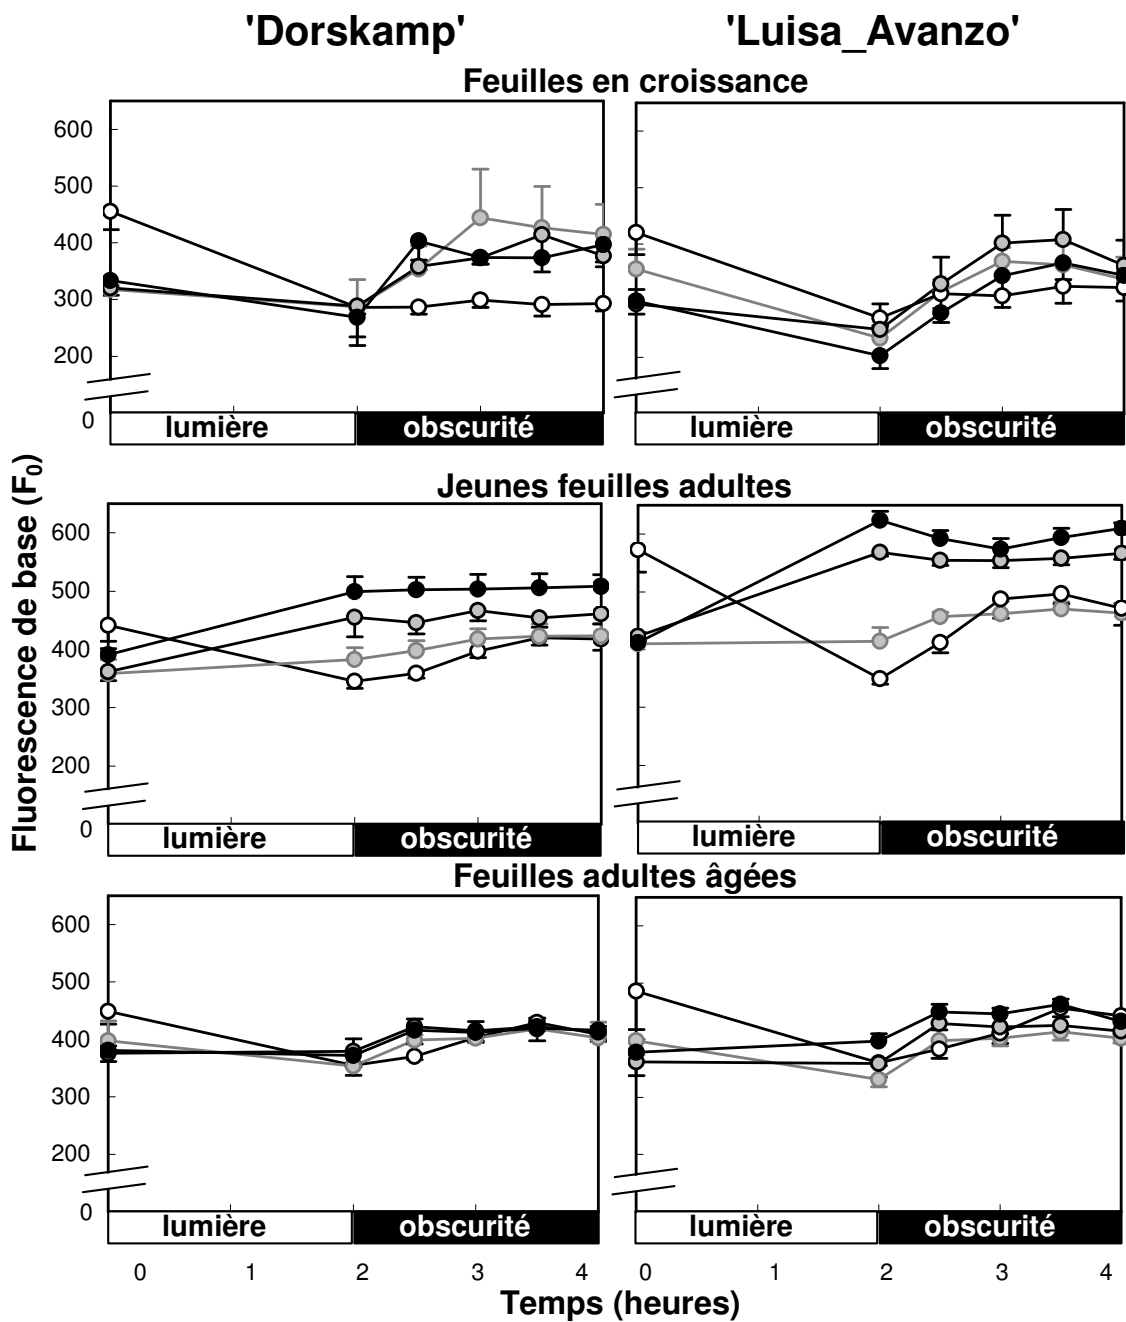 'Dorskamp' 'Luisa_Avanzo'
Feuilles en croissance
600
500
400
300
200
0
lumière obscurité lumière obscurité
Jeunes feuilles adultes
600
500
400
300
200
0
lumière obscurité lumière obscurité
Feuilles adultes âgées
600
500
400
300
200
0
lumière obscurité lumière obscurité
0 1 2 3 4 0 1 2 3 4
Temps (heures)
Fluorescence de base (F₀)